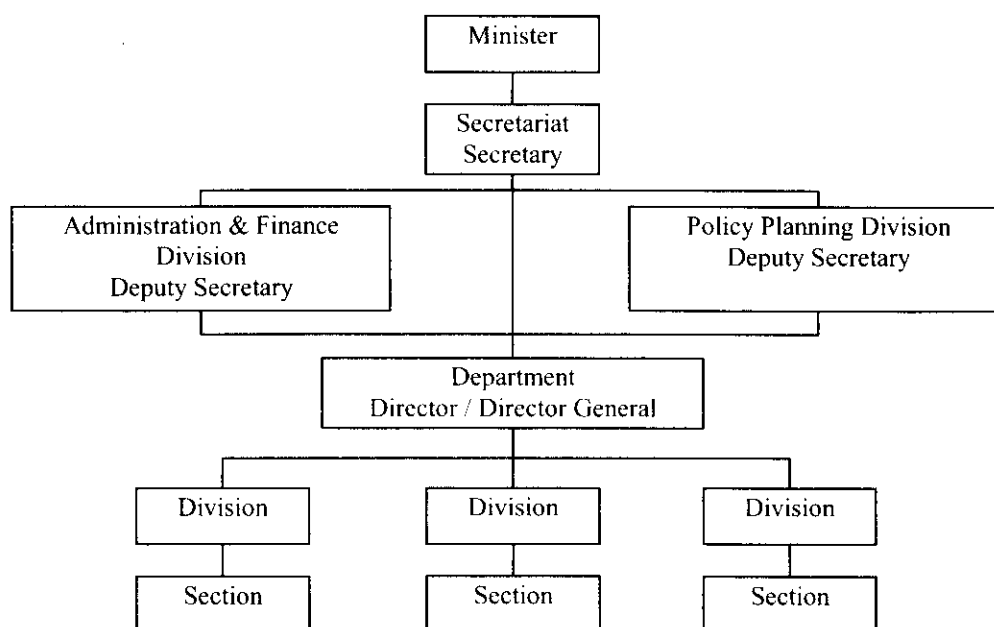 Minister
Secretariat
Secretary
Administration & Finance
Division
Deputy Secretary
Policy Planning Division
Deputy Secretary
Department
Director / Director General
Division
Division
Division
Section
Section
Section